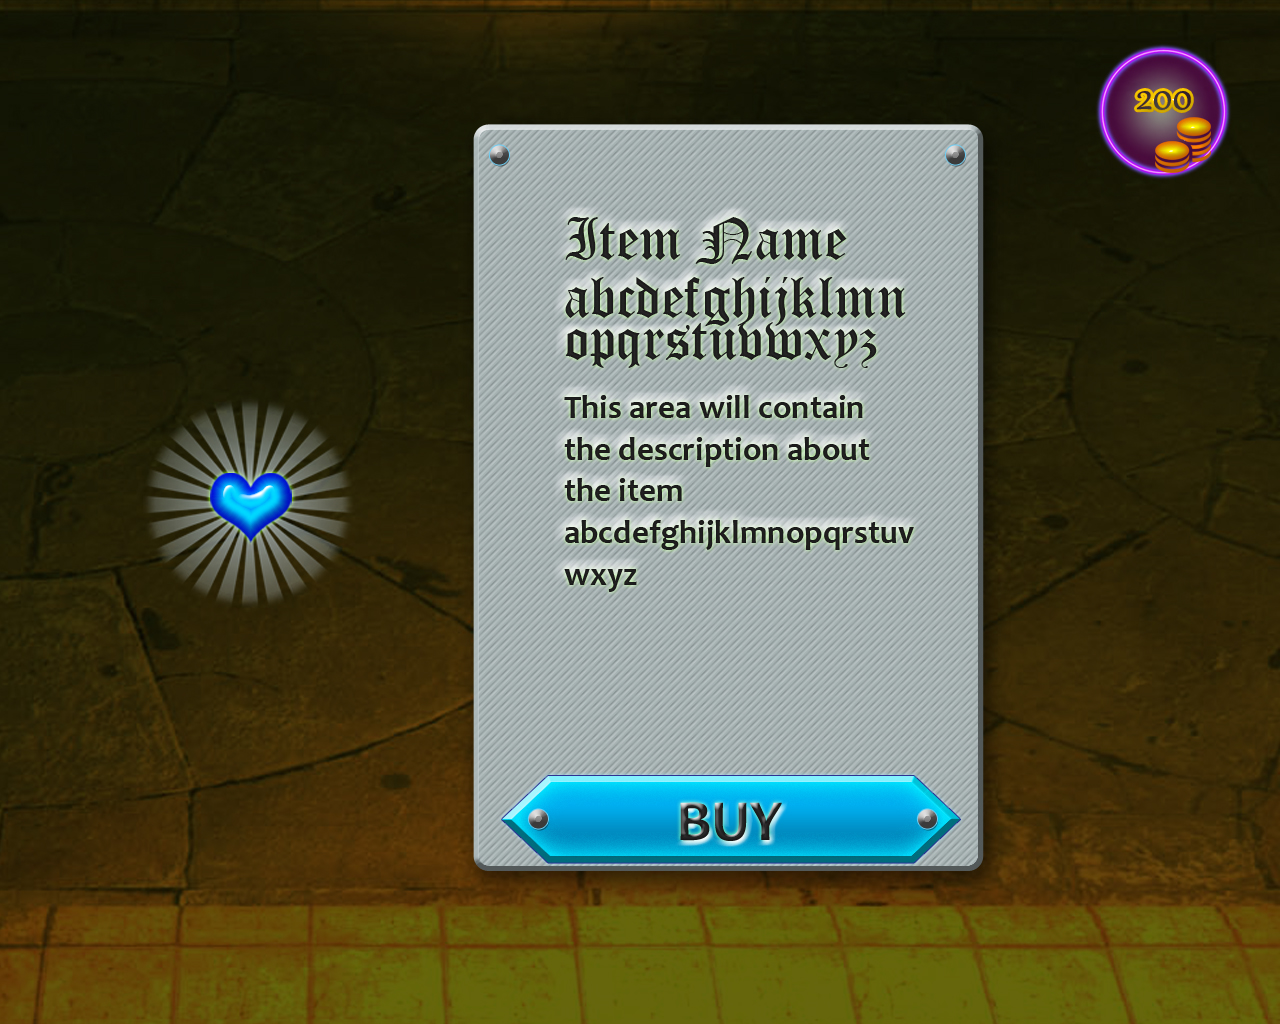 200
Item Name
abcdefghijklmn
opqrstuvwxyz
This area will contain
the description about
the item
abcdefghijklmnopqrstuv
wxyz
BUY